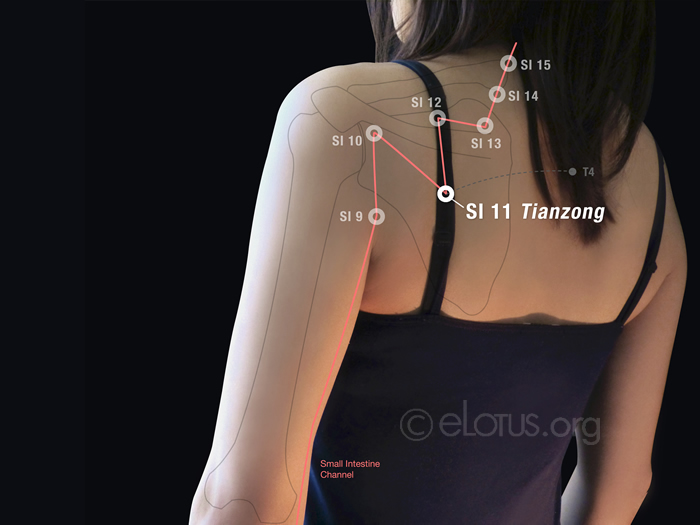 SI 15
SI 14
SI 12
SI 13
SI 10
T4
SI 11 Tianzong
SI 9
© eLotus.org
Small Intestine
Channel